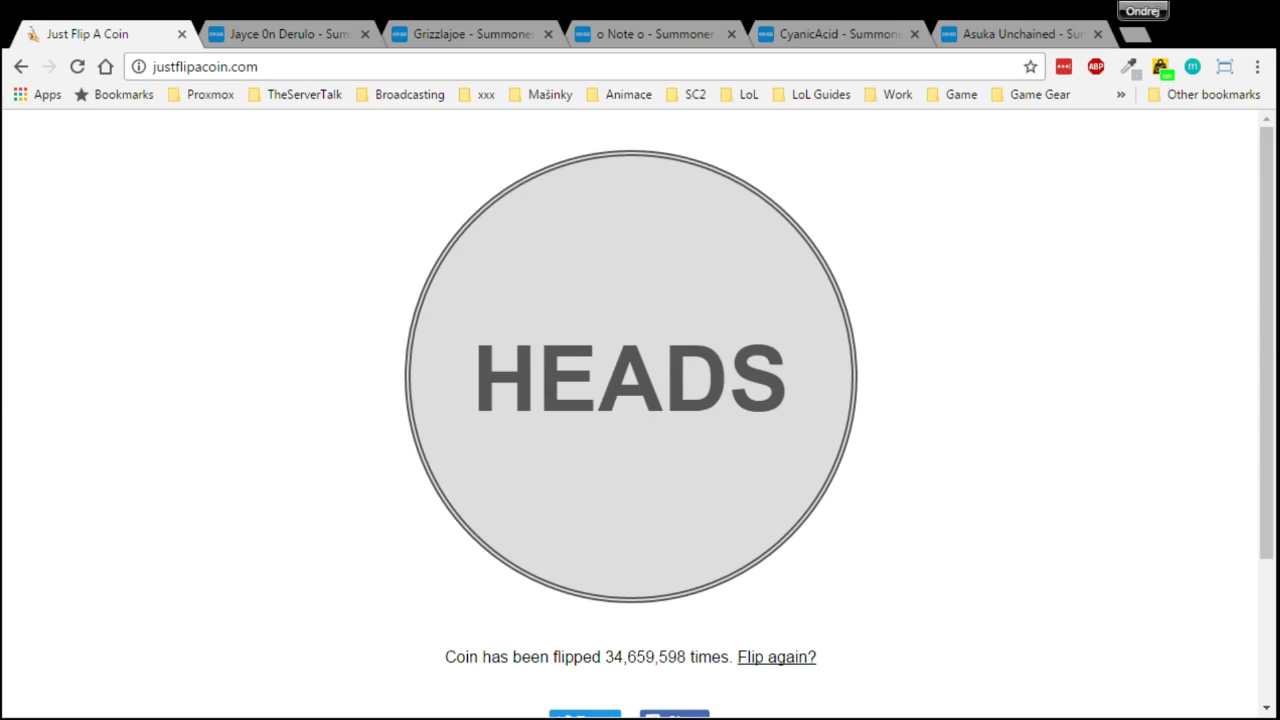 Ondrej
Just Flip A Coin
Jayce 0n Derulo - Sum
Grizzlajoe - Summone
o Note o - Summoner
CyanicAcid - Summon
Asuka Unchained - Su
justflipacoin.com
ABP
m
Apps Bookmarks Proxmox TheServerTalk Broadcasting xxx Mašinky Animace SC2 LoL LoL Guides Work Game Game Gear » Other bookmarks
HEADS
Coin has been flipped 34,659,598 times. Flip again?